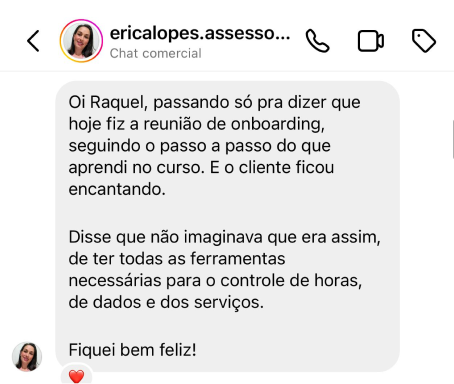 ericalopes.assesso...
Chat comercial
Oi Raquel, passando só pra dizer que
hoje fiz a reunião de onboarding,
seguindo o passo a passo do que
aprendi no curso. E o cliente ficou
encantando.
Disse que não imaginava que era assim,
de ter todas as ferramentas
necessárias para o controle de horas,
de dados e dos serviços.
Fiquei bem feliz!